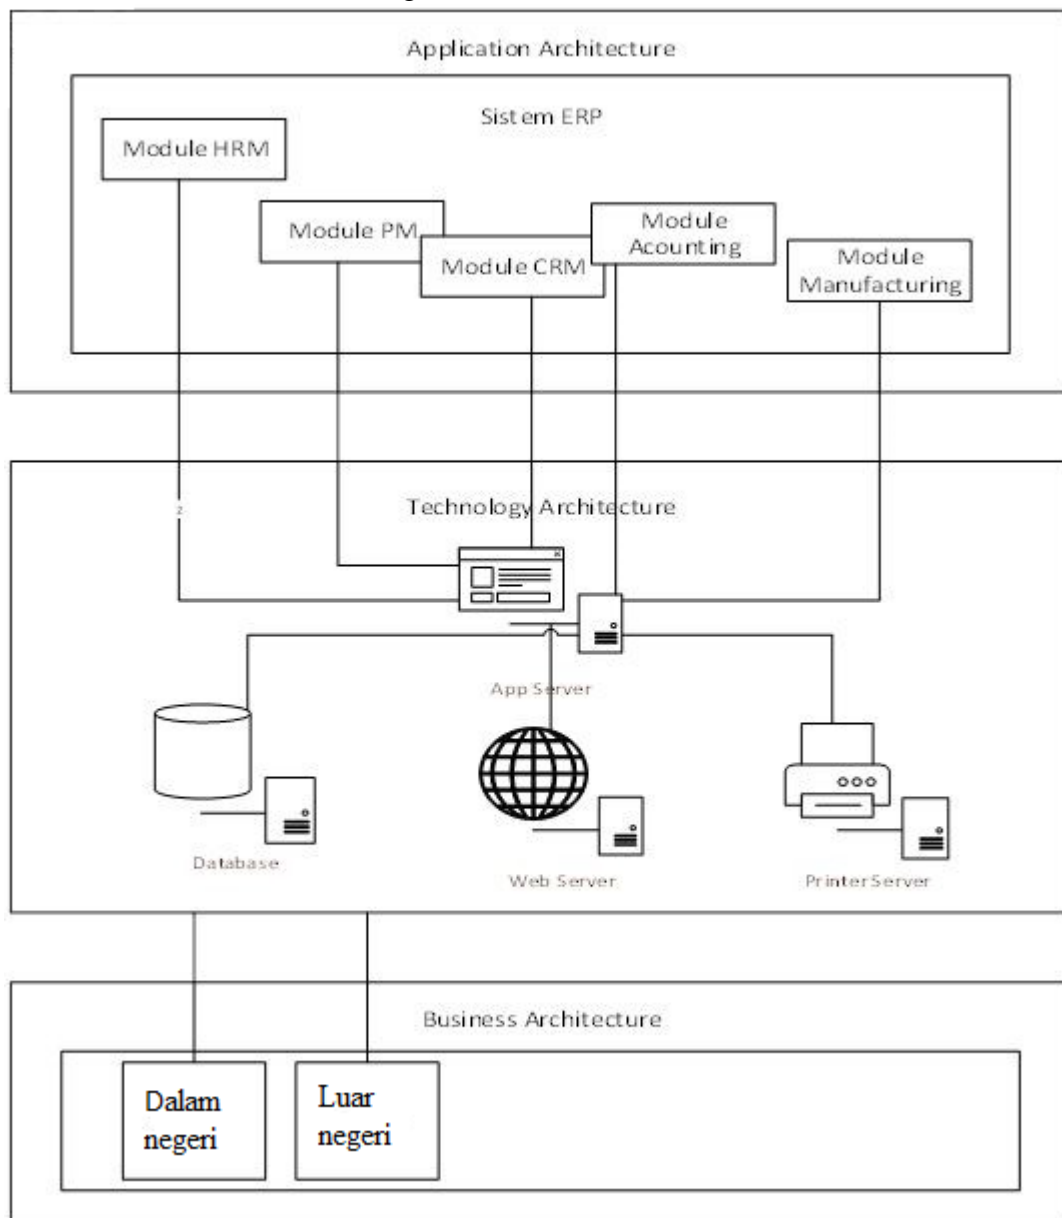 Application Architecture
Sistem ERP
Module HRM
Module PM
Module CRM
Module
Acounting
Module
Manufacturing
Technology Architecture
z
App Server
Database
Web Server
Printer Server
Business Architecture
Dalam
negeri
Luar
negeri